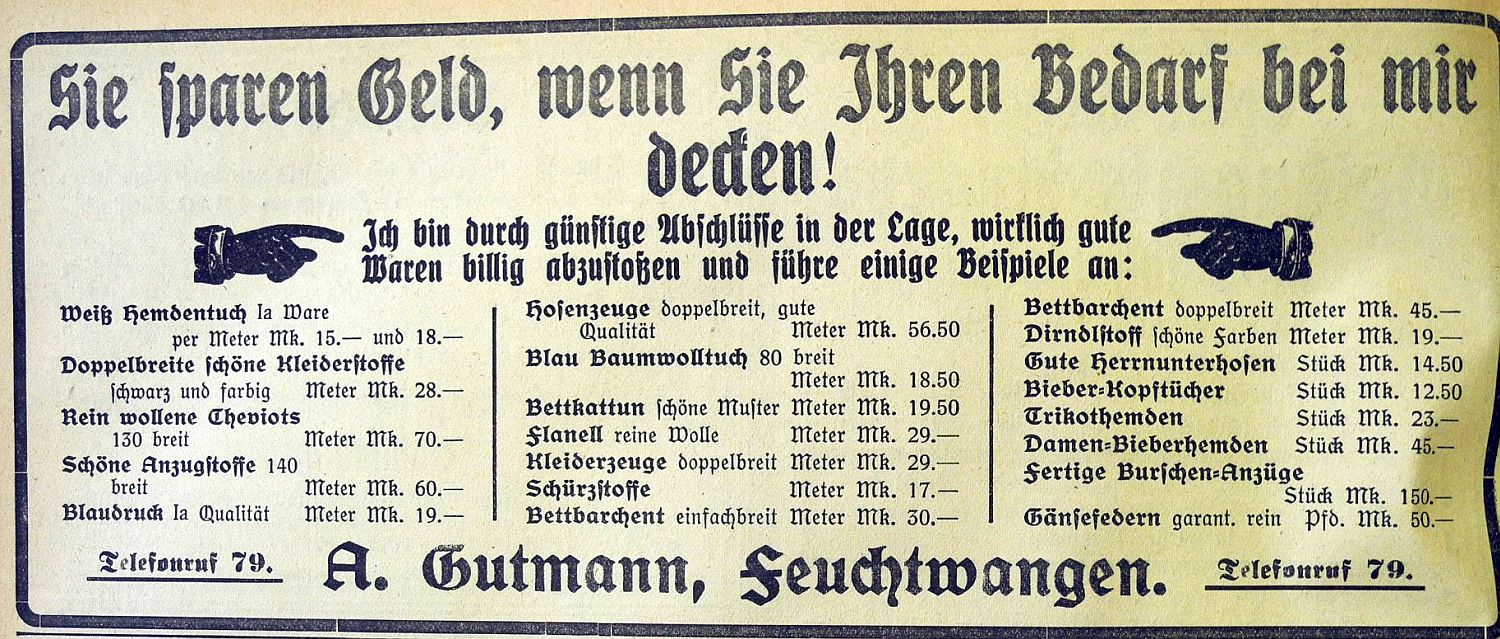 Sie sparen Geld, wenn Sie Ihren Bedarf bei mir
decken!
Ich bin durch günstige Abschlüsse in der Lage, wirklich gute
Waren billig abzustoßen und führe einige Beispiele an:
Weiß Hemdentuch Ia Ware
per Meter Mk. 15.— und 18.—
Doppelbreite schöne Kleiderstoffe
schwarz und farbig Meter Mk. 28.—
Rein wollene Cheviots
130 breit Meter Mk. 70.—
Schöne Anzugstoffe 140
breit Meter Mk. 60.—
Blaudruck Ia Qualität Meter Mk. 19.—
Hosenzeuge doppelbreit, gute
Qualität Meter Mk. 56.50
Blau Baumwolltuch 80 breit
Meter Mk. 18.50
Bettkattun schöne Muster Meter Mk. 19.50
Flanell reine Wolle Meter Mk. 29.—
Kleiderzeuge doppelbreit Meter Mk. 29.—
Schürzstoffe Meter Mk. 17.—
Bettbarchent einfachbreit Meter Mk. 30.—
Bettbarchent doppelbreit Meter Mk. 45.—
Dirndlstoff schöne Farben Meter Mk. 19.—
Gute Herrnunterhosen Stück Mk. 14.50
Bieber=Kopftücher Stück Mk. 12.50
Trikothemden Stück Mk. 23.—
Damen=Bieberhemden Stück Mk. 45.—
Fertige Burschen=Anzüge
Stück Mk. 150.—
Gänsefedern garant. rein Pfd. Mk. 50.—
Telefonruf 79. A. Gutmann, Feuchtwangen. Telefonruf 79.